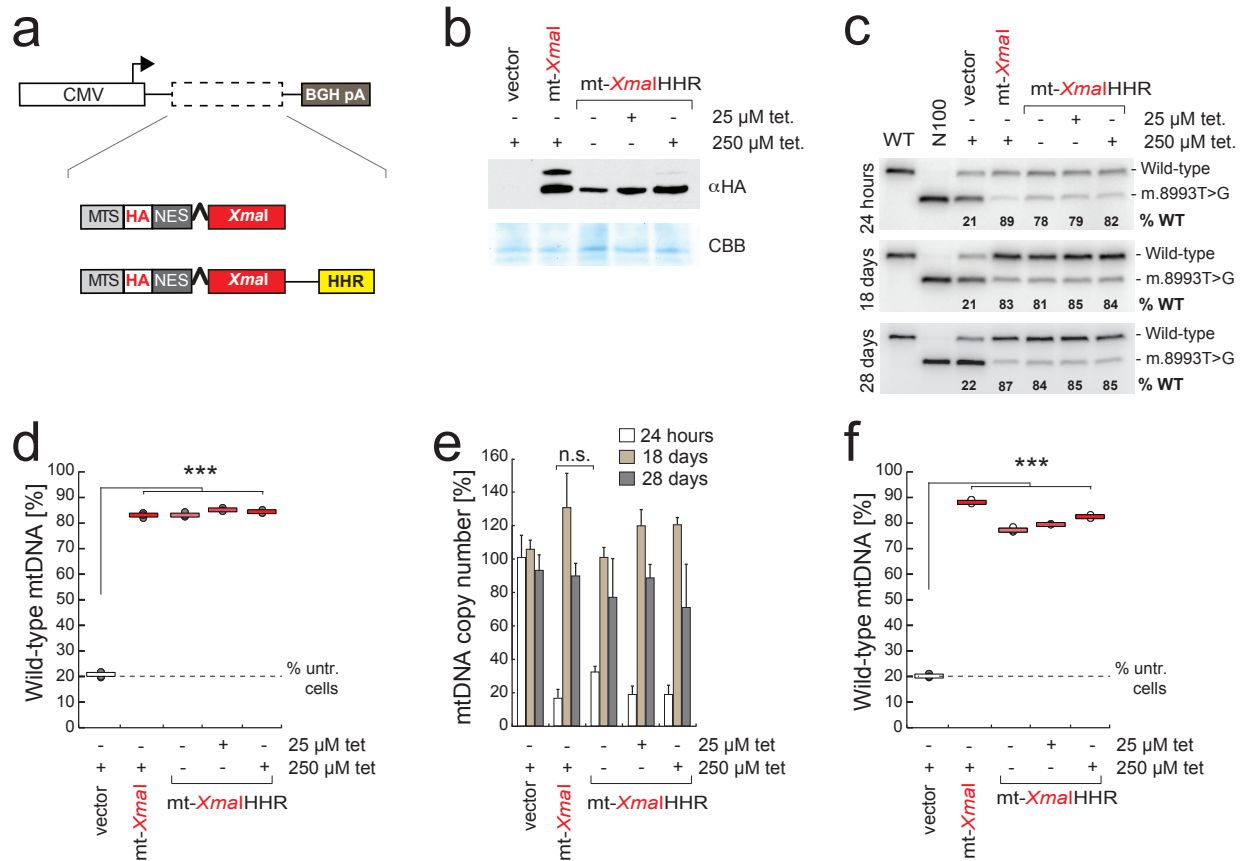 a
CMV
BGH pA
MTS HA NES XmaI
MTS HA NES XmaI HHR
b
vector
mt-XmaI
mt-XmaIHHR
- - - + - 25 µM tet.
+ + - - + 250 µM tet.
αHA
CBB
c
WT
N100
vector
mt-XmaI
mt-XmaIHHR
- - - + - 25 µM tet.
+ + - - + 250 µM tet.
24 hours
- Wild-type
- m.8993T>G
21 89 78 79 82 % WT
18 days
- Wild-type
- m.8993T>G
21 83 81 85 84 % WT
28 days
- Wild-type
- m.8993T>G
22 87 84 85 85 % WT
d
Wild-type mtDNA [%]
100
90
80
70
60
50
40
30
20
10
0
***
% untr.
cells
- - - + - 25 µM tet
+ + - - + 250 µM tet
vector
mt-XmaI
mt-XmaIHHR
e
24 hours
18 days
28 days
n.s.
mtDNA copy number [%]
160
140
120
100
80
60
40
20
0
- - - + - 25 µM tet
+ + - - + 250 µM tet
vector
mt-XmaI
mt-XmaIHHR
f
Wild-type mtDNA [%]
100
90
80
70
60
50
40
30
20
10
0
***
% untr.
cells
- - - + - 25 µM tet
+ + - - + 250 µM tet
vector
mt-XmaI
mt-XmaIHHR